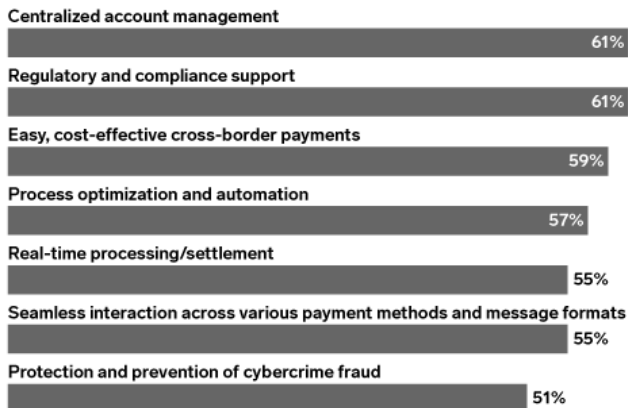 Centralized account management
61%
Regulatory and compliance support
61%
Easy, cost-effective cross-border payments
59%
Process optimization and automation
57%
Real-time processing/settlement
55%
Seamless interaction across various payment methods and message formats
55%
Protection and prevention of cybercrime fraud
51%